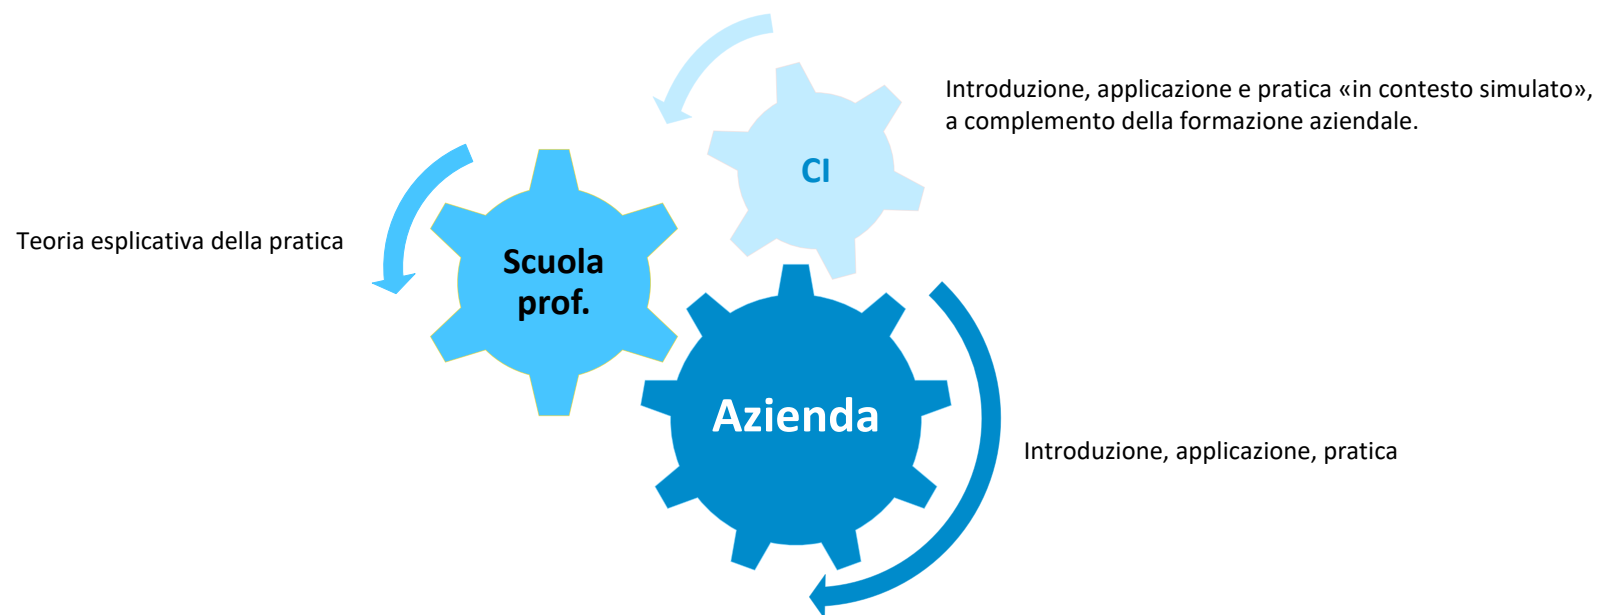 Introduzione, applicazione e pratica «in contesto simulato»,
a complemento della formazione aziendale.
CI
Teoria esplicativa della pratica
Scuola
prof.
Azienda
Introduzione, applicazione, pratica